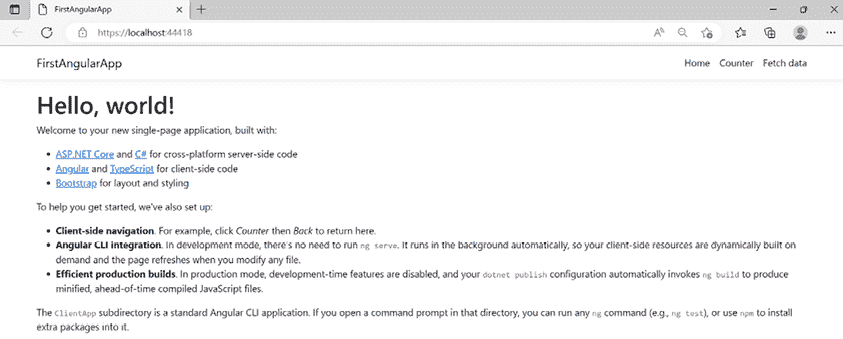 FirstAngularApp
https://localhost:44418
FirstAngularApp
Home Counter Fetch data
Hello, world!
Welcome to your new single-page application, built with:
ASP.NET Core and C# for cross-platform server-side code
Angular and TypeScript for client-side code
Bootstrap for layout and styling
To help you get started, we've also set up:
Client-side navigation. For example, click Counter then Back to return here.
Angular CLI integration. In development mode, there's no need to run ng serve. It runs in the background automatically, so your client-side resources are dynamically built on
demand and the page refreshes when you modify any file.
Efficient production builds. In production mode, development-time features are disabled, and your dotnet publish configuration automatically invokes ng build to produce
minified, ahead-of-time compiled JavaScript files.
The ClientApp subdirectory is a standard Angular CLI application. If you open a command prompt in that directory, you can run any ng command (e.g., ng test), or use npm to install
extra packages into it.